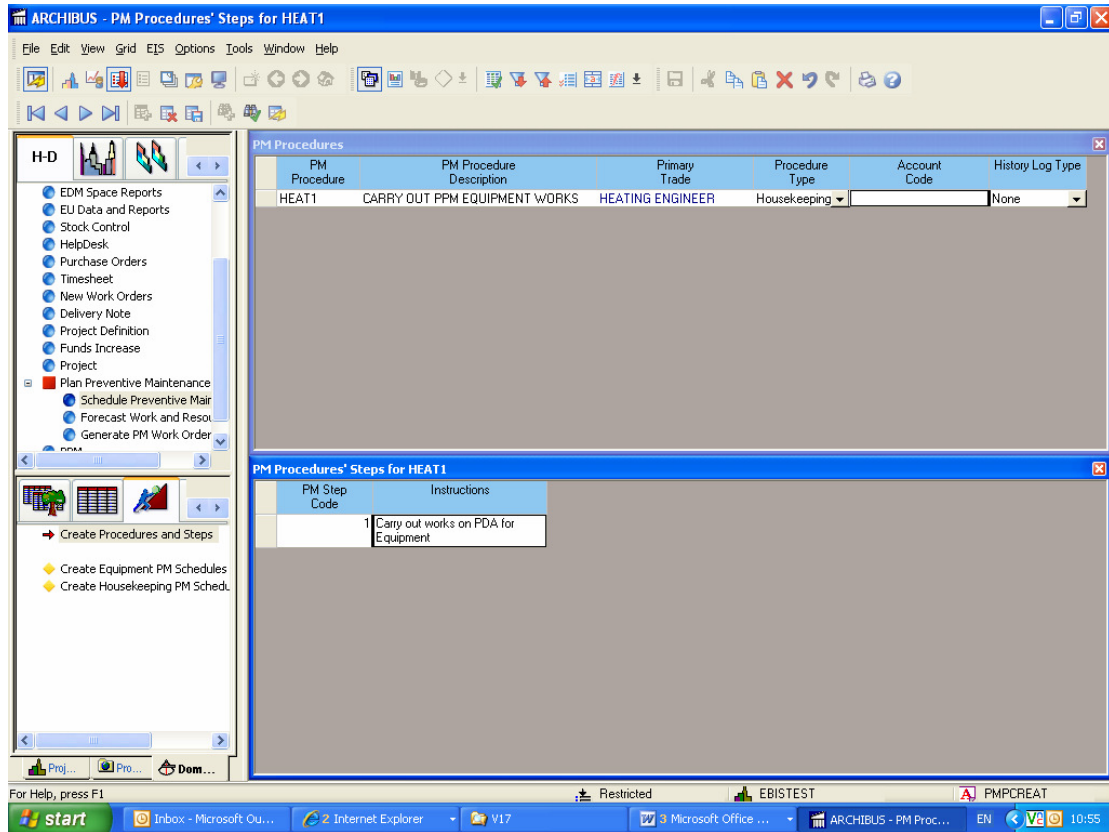 ARCHIBUS - PM Procedures' Steps for HEAT1
File Edit View Grid EIS Options Tools Window Help
H-D
EDM Space Reports
EU Data and Reports
Stock Control
HelpDesk
Purchase Orders
Timesheet
New Work Orders
Delivery Note
Project Definition
Funds Increase
Project
Plan Preventive Maintenance
Schedule Preventive Mair
Forecast Work and Resou
Generate PM Work Order
PPM
Create Procedures and Steps
Create Equipment PM Schedules
Create Housekeeping PM Schedu
Proj... Pro... Dom...
PM Procedures
PM Procedure PM Procedure Description Primary Trade Procedure Type Account Code History Log Type
HEAT1 CARRY OUT PPM EQUIPMENT WORKS HEATING ENGINEER Housekeeping None
PM Procedures' Steps for HEAT1
PM Step Code Instructions
1 Carry out works on PDA for
Equipment
For Help, press F1 Restricted EBISTEST PMPCREAT
start Inbox - Microsoft Ou... 2 Internet Explorer V17 3 Microsoft Office ... ARCHIBUS - PM Proc... EN 10:55